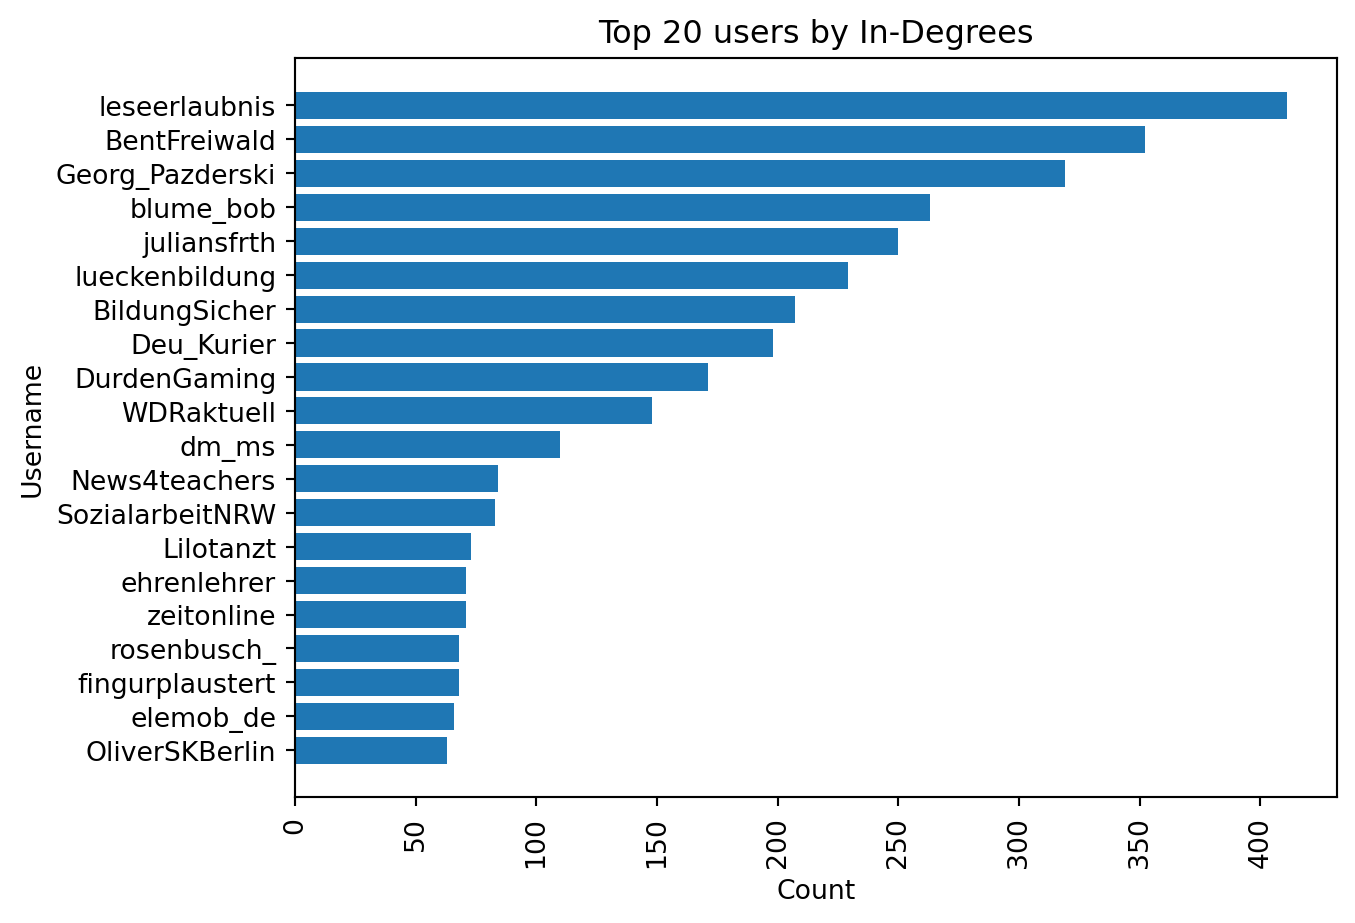 Top 20 users by In-Degrees
Username
leseerlaubnis
BentFreiwald
Georg_Pazderski
blume_bob
juliansfrth
lueckenbildung
BildungSicher
Deu_Kurier
DurdenGaming
WDRaktuell
dm_ms
News4teachers
SozialarbeitNRW
Lilotanzt
ehrenlehrer
zeitonline
rosenbusch_
fingurplaustert
elemob_de
OliverSKBerlin
0 50 100 150 200 250 300 350 400
Count